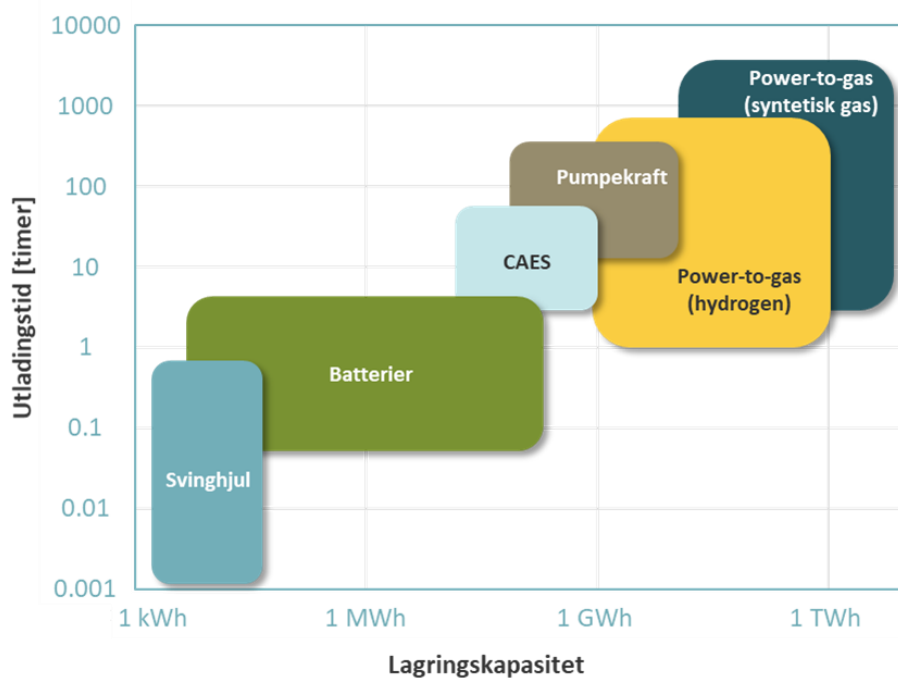 10000
1000
100
10
1
0.1
0.01
0.001
Utladingstid [timer]
Power-to-gas
(syntetisk gas)
Pumpekraft
CAES
Power-to-gas
(hydrogen)
Batterier
Svinghjul
1 kWh
1 MWh
1 GWh
1 TWh
Lagringskapasitet